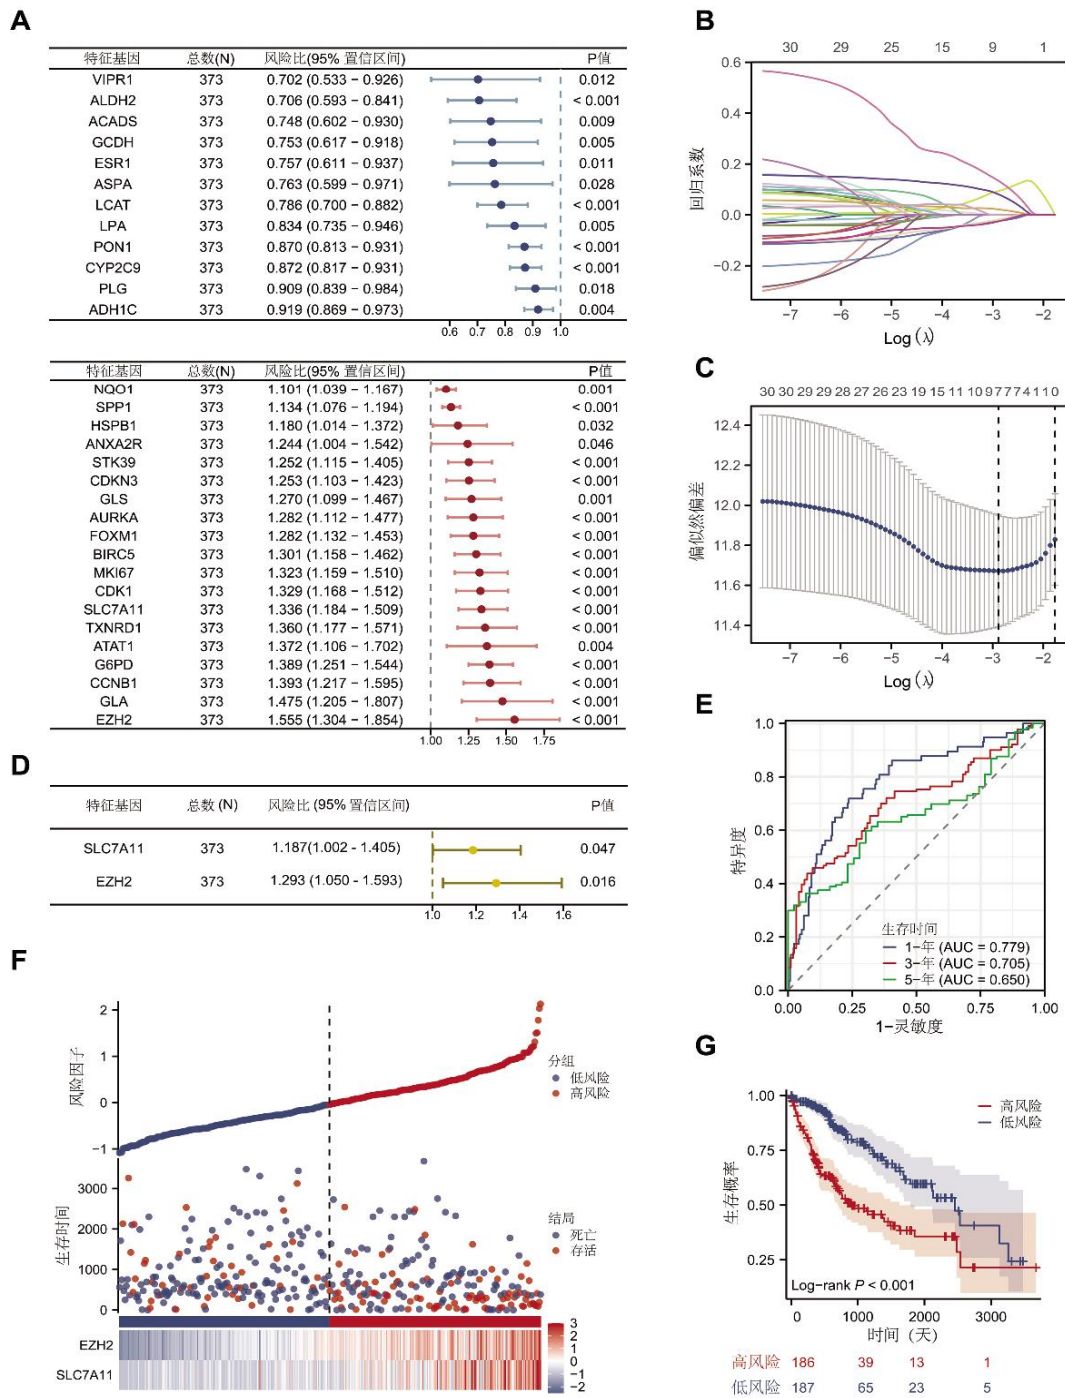 A
特征基因 总数(N) 风险比(95% 置信区间) P值
VIPR1 373 0.702 (0.533 − 0.926) 0.012
ALDH2 373 0.706 (0.593 − 0.841) < 0.001
ACADS 373 0.748 (0.602 − 0.930) 0.009
GCDH 373 0.753 (0.617 − 0.918) 0.005
ESR1 373 0.757 (0.611 − 0.937) 0.011
ASPA 373 0.763 (0.599 − 0.971) 0.028
LCAT 373 0.786 (0.700 − 0.882) < 0.001
LPA 373 0.834 (0.735 − 0.946) 0.005
PON1 373 0.870 (0.813 − 0.931) < 0.001
CYP2C9 373 0.872 (0.817 − 0.931) < 0.001
PLG 373 0.909 (0.839 − 0.984) 0.018
ADH1C 373 0.919 (0.869 − 0.973) 0.004
0.6 0.7 0.8 0.9 1.0
特征基因 总数(N) 风险比(95% 置信区间) P值
NQO1 373 1.101 (1.039 − 1.167) 0.001
SPP1 373 1.134 (1.076 − 1.194) < 0.001
HSPB1 373 1.180 (1.014 − 1.372) 0.032
ANXA2R 373 1.244 (1.004 − 1.542) 0.046
STK39 373 1.252 (1.115 − 1.405) < 0.001
CDKN3 373 1.253 (1.103 − 1.423) < 0.001
GLS 373 1.270 (1.099 − 1.467) 0.001
AURKA 373 1.282 (1.112 − 1.477) < 0.001
FOXM1 373 1.282 (1.132 − 1.453) < 0.001
BIRC5 373 1.301 (1.158 − 1.462) < 0.001
MKI67 373 1.323 (1.159 − 1.510) < 0.001
CDK1 373 1.329 (1.168 − 1.512) < 0.001
SLC7A11 373 1.336 (1.184 − 1.509) < 0.001
TXNRD1 373 1.360 (1.177 − 1.571) < 0.001
ATAT1 373 1.372 (1.106 − 1.702) 0.004
G6PD 373 1.389 (1.251 − 1.544) < 0.001
CCNB1 373 1.393 (1.217 − 1.595) < 0.001
GLA 373 1.475 (1.205 − 1.807) < 0.001
EZH2 373 1.555 (1.304 − 1.854) < 0.001
1.00 1.25 1.50 1.75
B
30 29 25 15 9 1
0.6
0.4
0.2
0.0
−0.2
回归系数
−7 −6 −5 −4 −3 −2
Log (λ)
C
30 30 29 29 28 27 26 23 19 15 11 10 9 7 7 7 4 1 1 0
12.4
12.2
12.0
11.8
11.6
11.4
偏似然偏差
−7 −6 −5 −4 −3 −2
Log (λ)
D
特征基因 总数 (N) 风险比 (95% 置信区间) P值
SLC7A11 373 1.187(1.002 − 1.405) 0.047
EZH2 373 1.293 (1.050 − 1.593) 0.016
1.0 1.2 1.4 1.6
E
1.0
0.8
0.6
0.4
0.2
0.0
特异度
生存时间
1−年 (AUC = 0.779)
3−年 (AUC = 0.705)
5−年 (AUC = 0.650)
0.00 0.25 0.50 0.75 1.00
1−灵敏度
F
2
1
0
−1
风险因子
分组
低风险
高风险
3000
2000
1000
0
生存时间
结局
死亡
存活
EZH2
SLC7A11
3
2
1
0
−1
−2
G
1.00
0.75
0.50
0.25
生存概率
高风险
低风险
Log−rank P < 0.001
0 1000 2000 3000
时间（天）
高风险 186 39 13 1
低风险 187 65 23 5